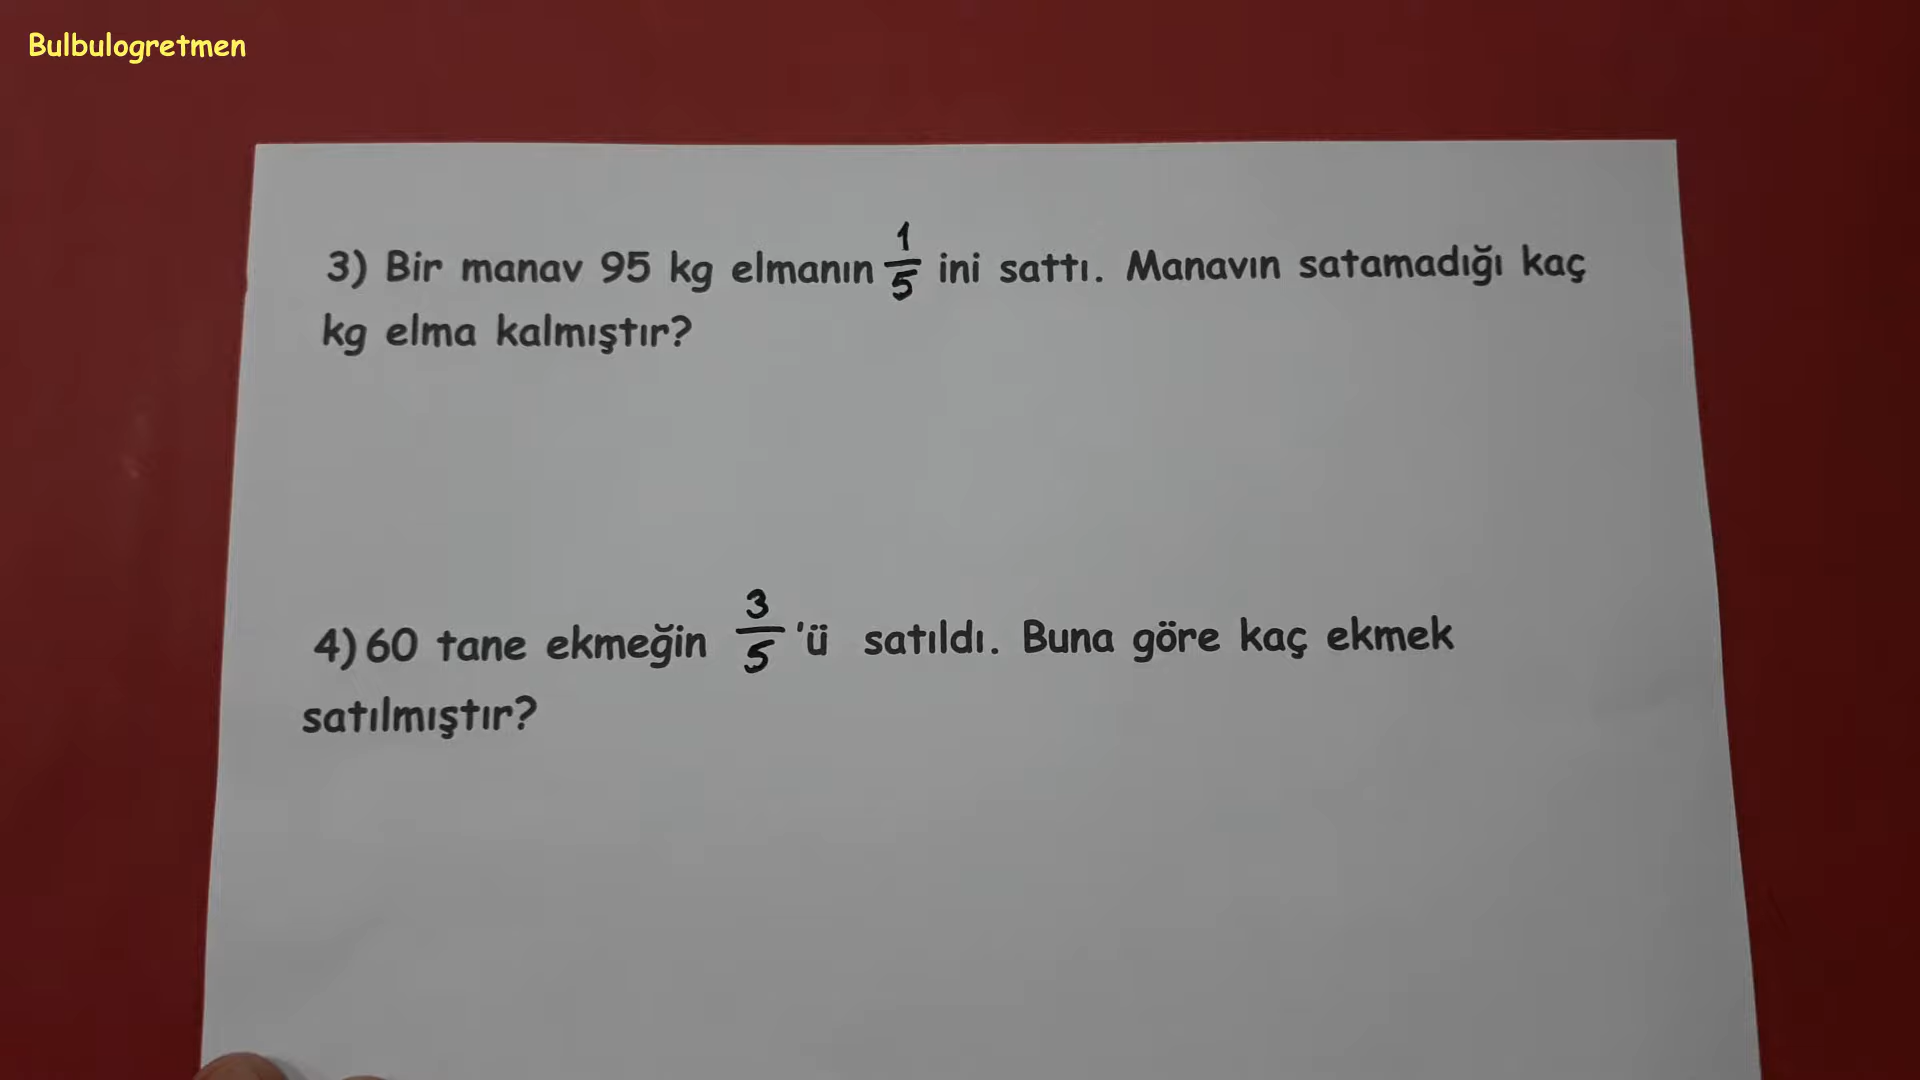 Bulbulogretmen
3) Bir manav 95 kg elmanın 1/5 ini sattı. Manavın satamadığı kaç
kg elma kalmıştır?
4) 60 tane ekmeğin 3/5 'ü satıldı. Buna göre kaç ekmek
satılmıştır?